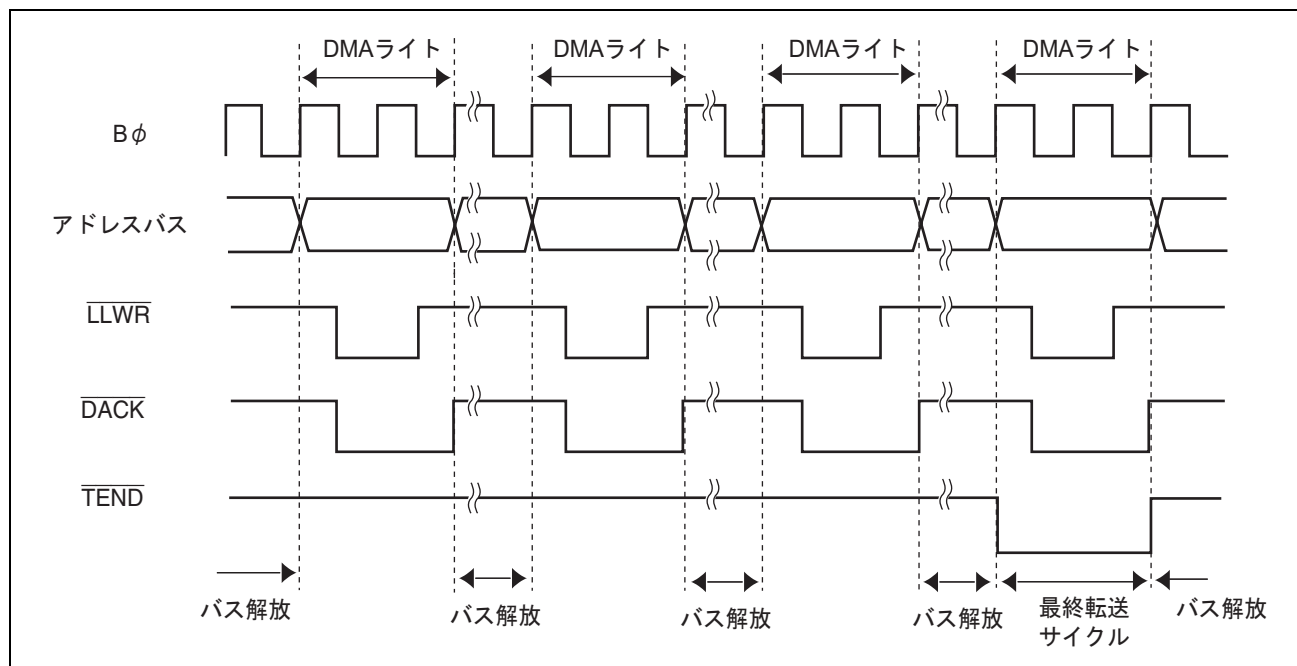 DMAライト DMAライト DMAライト DMAライト
Bφ
アドレスバス
LLWR
DACK
TEND
バス解放 バス解放 バス解放 バス解放 最終転送 バス解放
サイクル